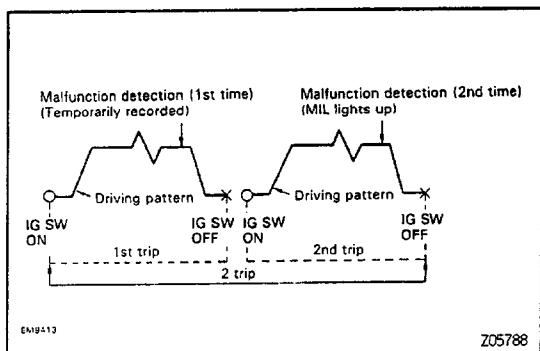 Malfunction detection (1st time)
(Temporarily recorded)
Malfunction detection (2nd time)
(MIL lights up)
Driving pattern
Driving pattern
IG SW
ON
IG SW
OFF
IG SW
ON
IG SW
OFF
1st trip
2nd trip
2 trip
EM9413
Z05788